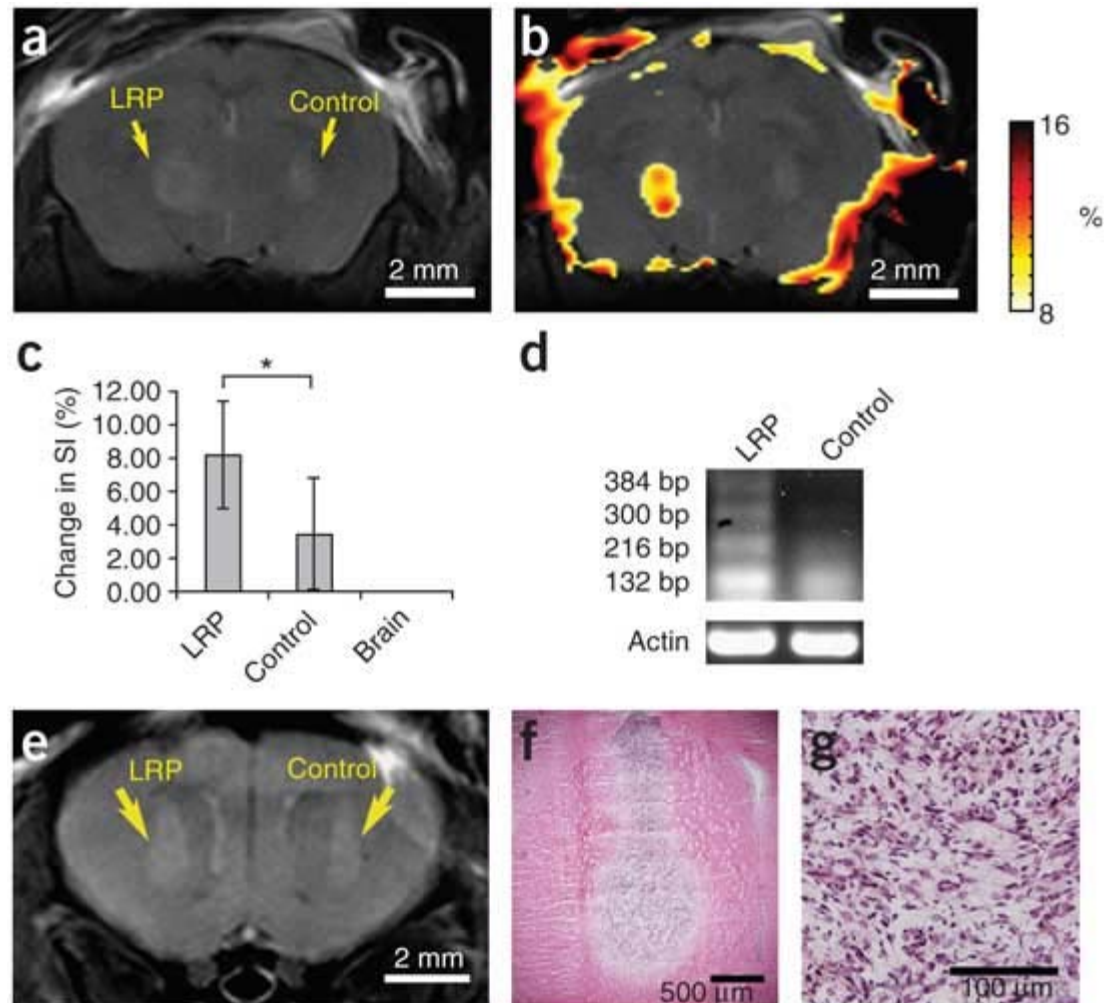 a
LRP
Control
2 mm
b
2 mm
16
%
8
c
*
Change in SI (%)
12.00
10.00
8.00
6.00
4.00
2.00
0.00
LRP
Control
Brain
d
LRP
Control
384 bp
300 bp
216 bp
132 bp
Actin
e
LRP
Control
2 mm
f
500 µm
g
100 µm